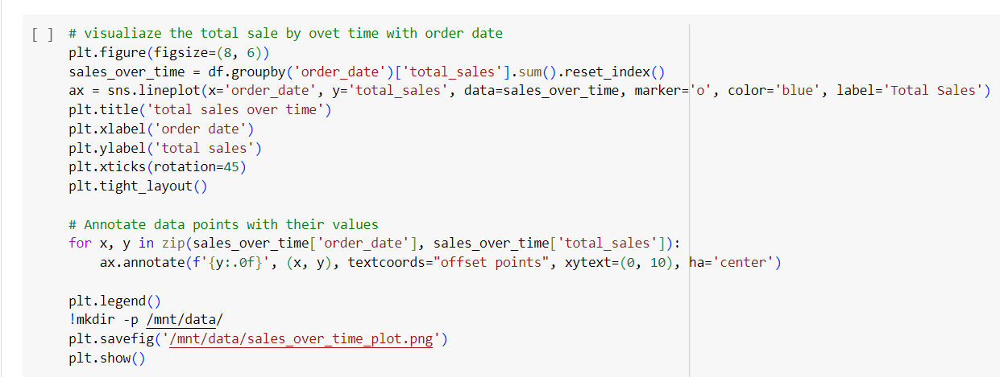 [ ] # visualiaze the total sale by ovet time with order date
plt.figure(figsize=(8, 6))
sales_over_time = df.groupby('order_date')['total_sales'].sum().reset_index()
ax = sns.lineplot(x='order_date', y='total_sales', data=sales_over_time, marker='o', color='blue', label='Total Sales')
plt.title('total sales over time')
plt.xlabel('order date')
plt.ylabel('total sales')
plt.xticks(rotation=45)
plt.tight_layout()
# Annotate data points with their values
for x, y in zip(sales_over_time['order_date'], sales_over_time['total_sales']):
    ax.annotate(f'{y:.0f}', (x, y), textcoords="offset points", xytext=(0, 10), ha='center')
plt.legend()
!mkdir -p /mnt/data/
plt.savefig('/mnt/data/sales_over_time_plot.png')
plt.show()